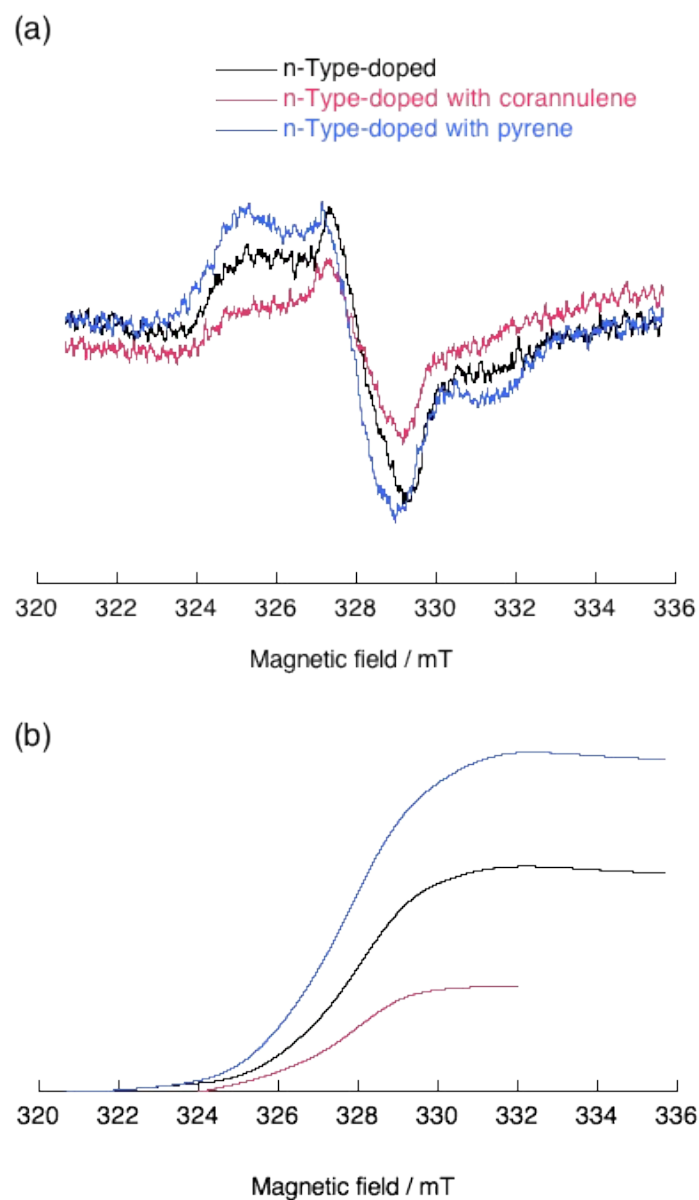 (a)
n-Type-doped
n-Type-doped with corannulene
n-Type-doped with pyrene
320 322 324 326 328 330 332 334 336
Magnetic field / mT
(b)
320 322 324 326 328 330 332 334 336
Magnetic field / mT